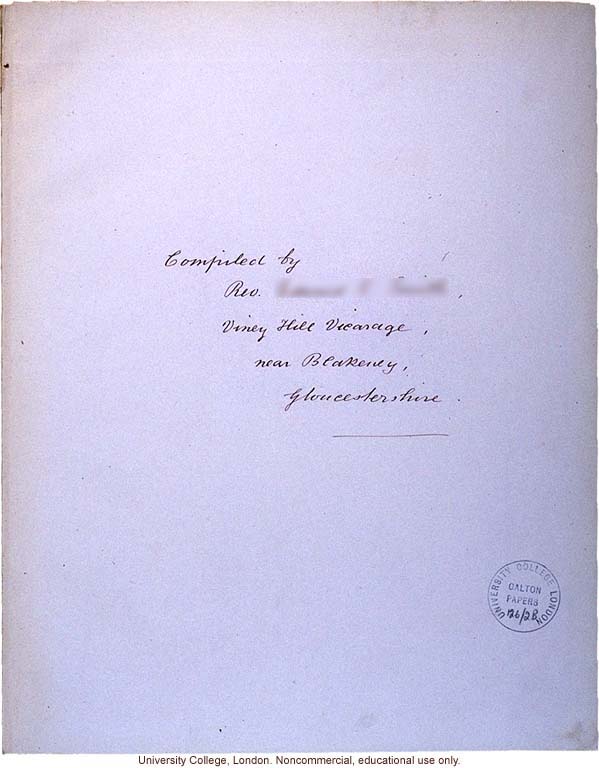 Compiled by
Rev. ,
Viney Hill Vicarage,
near Blakeney,
Gloucestershire.
UNIVERSITY COLLEGE LONDON
GALTON
PAPERS
University College, London. Noncommercial, educational use only.